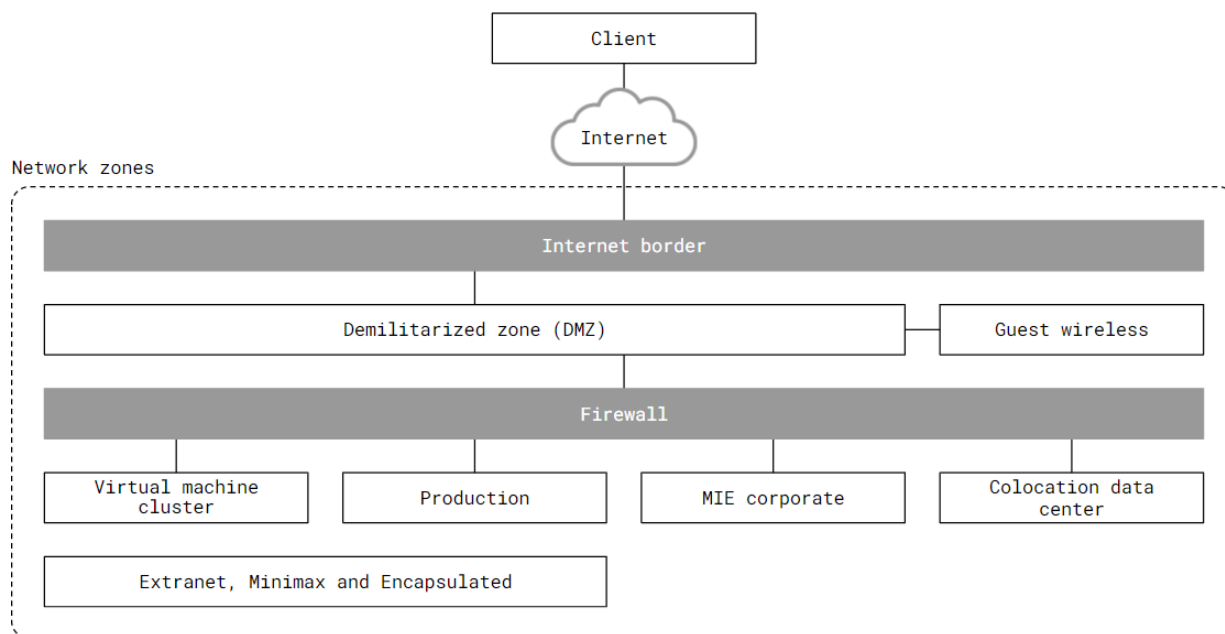 Client
Internet
Network zones
Internet border
Demilitarized zone (DMZ)
Guest wireless
Firewall
Virtual machine
cluster
Production
MIE corporate
Colocation data
center
Extranet, Minimax and Encapsulated